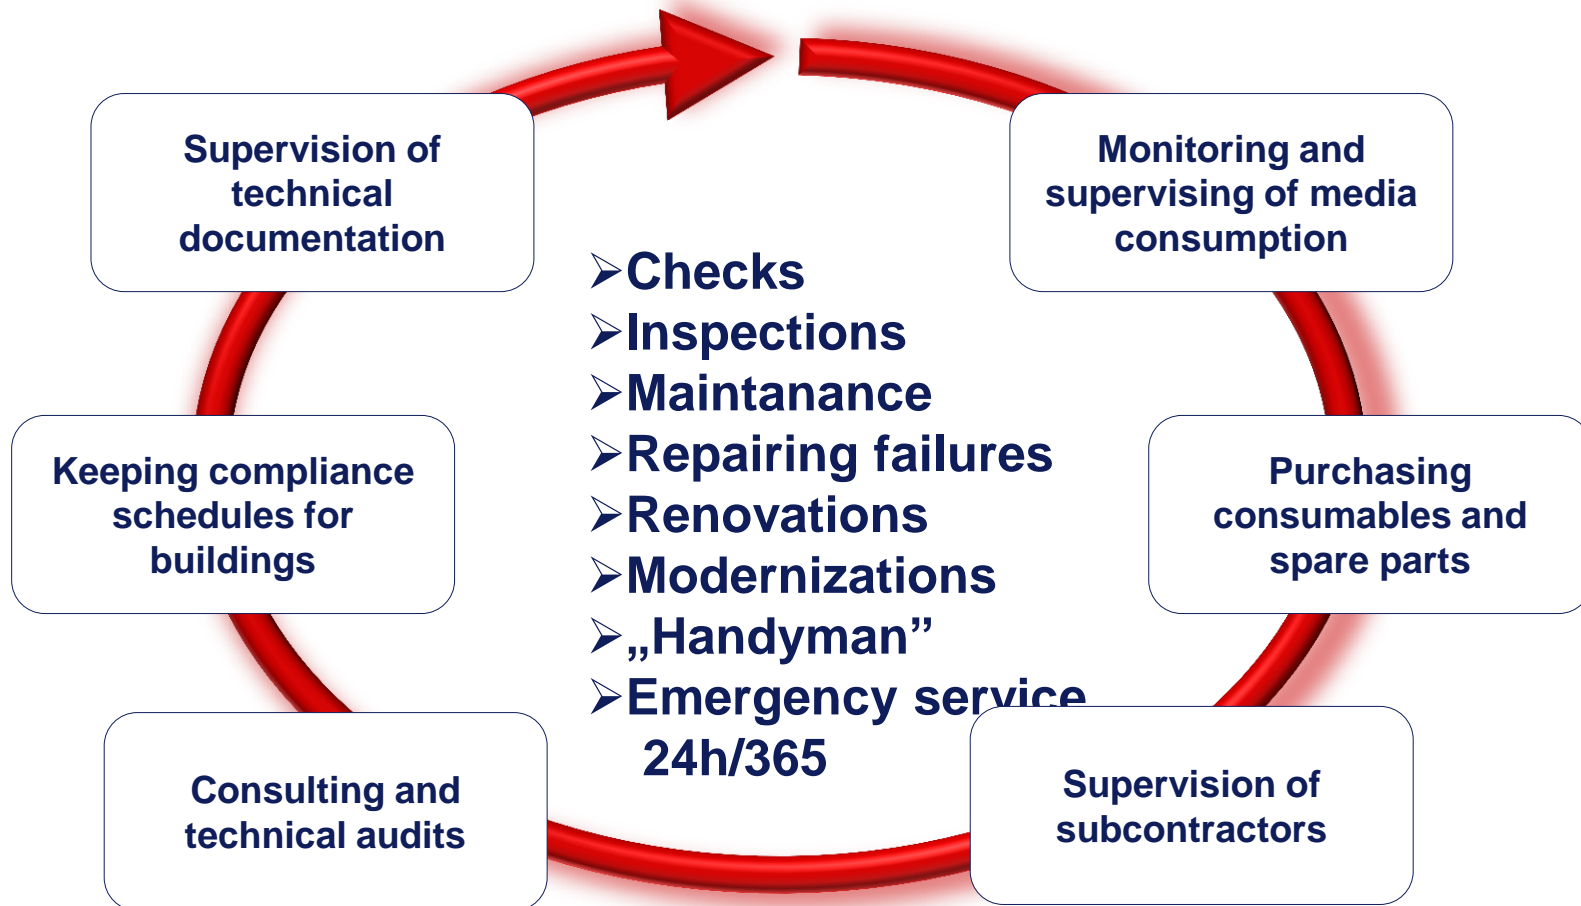 Supervision of
technical
documentation
Monitoring and
supervising of media
consumption
➢Checks
➢Inspections
➢Maintanance
➢Repairing failures
➢Renovations
➢Modernizations
➢„Handyman”
➢Emergency service
24h/365
Keeping compliance
schedules for
buildings
Purchasing
consumables and
spare parts
Consulting and
technical audits
Supervision of
subcontractors